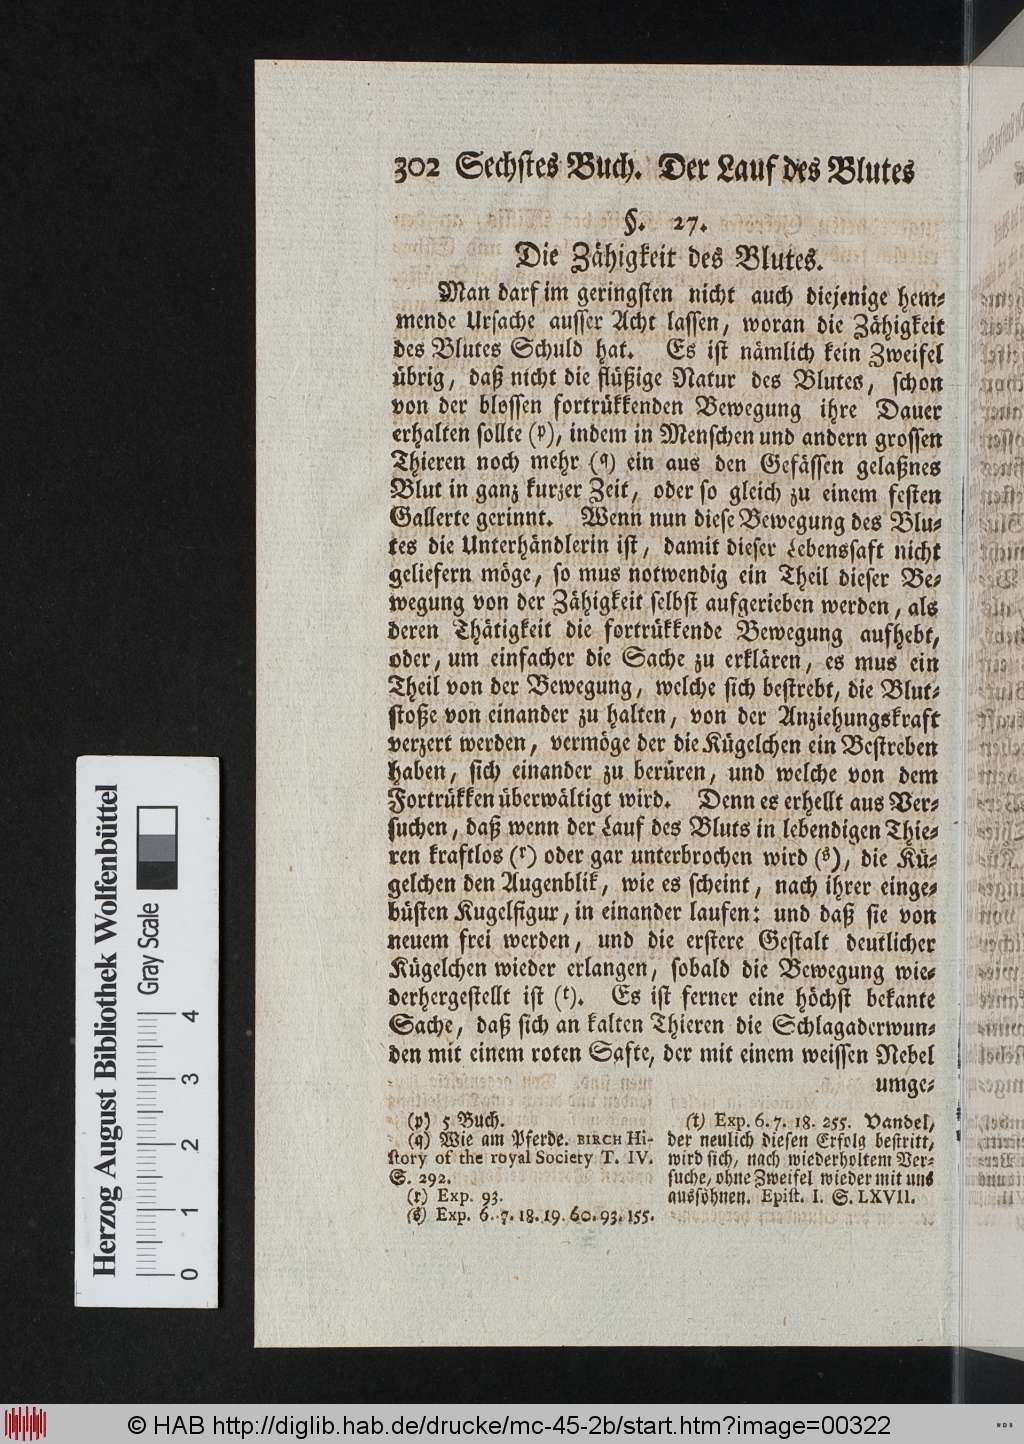 302 Sechstes Buch. Der Lauf des Blutes
§. 27.
Die Zähigkeit des Blutes.
Man darf im geringsten nicht auch diejenige hem-
mende Ursache ausser Acht lassen, woran die Zähigkeit
des Blutes Schuld hat. Es ist nämlich kein Zweifel
übrig, daß nicht die flüßige Natur des Blutes, schon
von der blossen fortrükkenden Bewegung ihre Dauer
erhalten sollte (p), indem in Menschen und andern grossen
Thieren noch mehr (q) ein aus den Gefässen gelaßnes
Blut in ganz kurzer Zeit, oder so gleich zu einem festen
Gallerte gerinnt. Wenn nun diese Bewegung des Blu-
tes die Unterhändlerin ist, damit dieser Lebenssaft nicht
geliefern möge, so mus notwendig ein Theil dieser Be-
wegung von der Zähigkeit selbst aufgerieben werden, als
deren Thätigkeit die fortrükkende Bewegung aufhebt,
oder, um einfacher die Sache zu erklären, es mus ein
Theil von der Bewegung, welche sich bestrebt, die Blut-
stoße von einander zu halten, von der Anziehungskraft
verzert werden, vermöge der die Kügelchen ein Bestreben
haben, sich einander zu berüren, und welche von dem
Fortrükken überwältigt wird. Denn es erhellt aus Ver-
suchen, daß wenn der Lauf des Bluts in lebendigen Thie-
ren kraftlos (r) oder gar unterbrochen wird (s), die Kü-
gelchen den Augenblik, wie es scheint, nach ihrer einge-
büsten Kugelfigur, in einander laufen: und daß sie von
neuem frei werden, und die erstere Gestalt deutlicher
Kügelchen wieder erlangen, sobald die Bewegung wie-
derhergestellt ist (t). Es ist ferner eine höchst bekante
Sache, daß sich an kalten Thieren die Schlagaderwun-
den mit einem roten Safte, der mit einem weissen Nebel
umge-
(p) 5 Buch.
(q) Wie am Pferde. BIRCH Hi-
story of the royal Society T. IV.
S. 292.
(r) Exp. 93.
(s) Exp. 6. 7. 18. 19. 60. 93. 155.
(t) Exp. 6. 7. 18. 255. Vandel,
der neulich diesen Erfolg bestritt,
wird sich, nach wiederholtem Ver-
suche, ohne Zweifel wieder mit uns
aussöhnen. Epist. I. S. LXVII.
Herzog August Bibliothek Wolfenbüttel
Gray Scale
0 1 2 3 4
© HAB http://diglib.hab.de/drucke/mc-45-2b/start.htm?image=00322